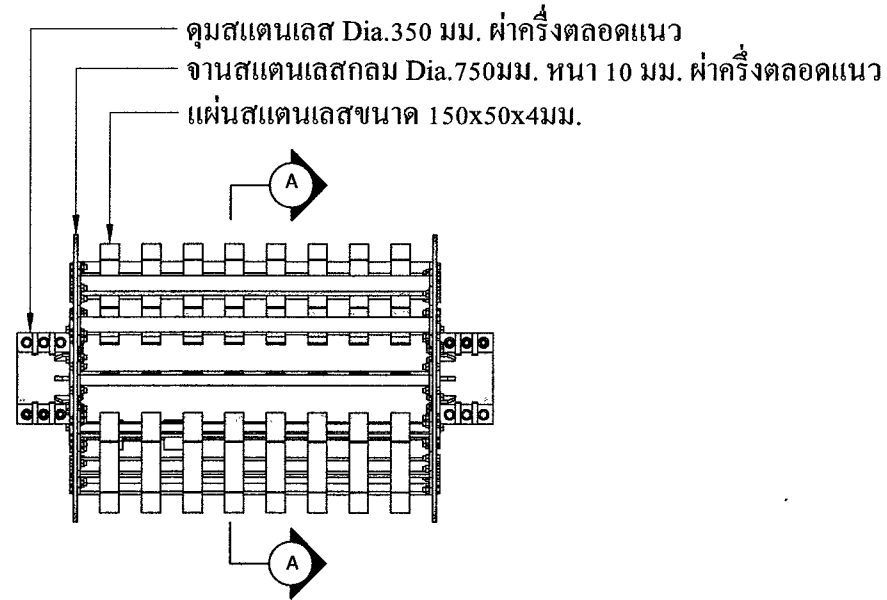 ดุมสแตนเลส Dia.350 มม. ผ่าครึ่งตลอดแนว
จานสแตนเลสกลม Dia.750มม. หนา 10 มม. ผ่าครึ่งตลอดแนว
แผ่นสแตนเลสขนาด 150x50x4มม.
A
A